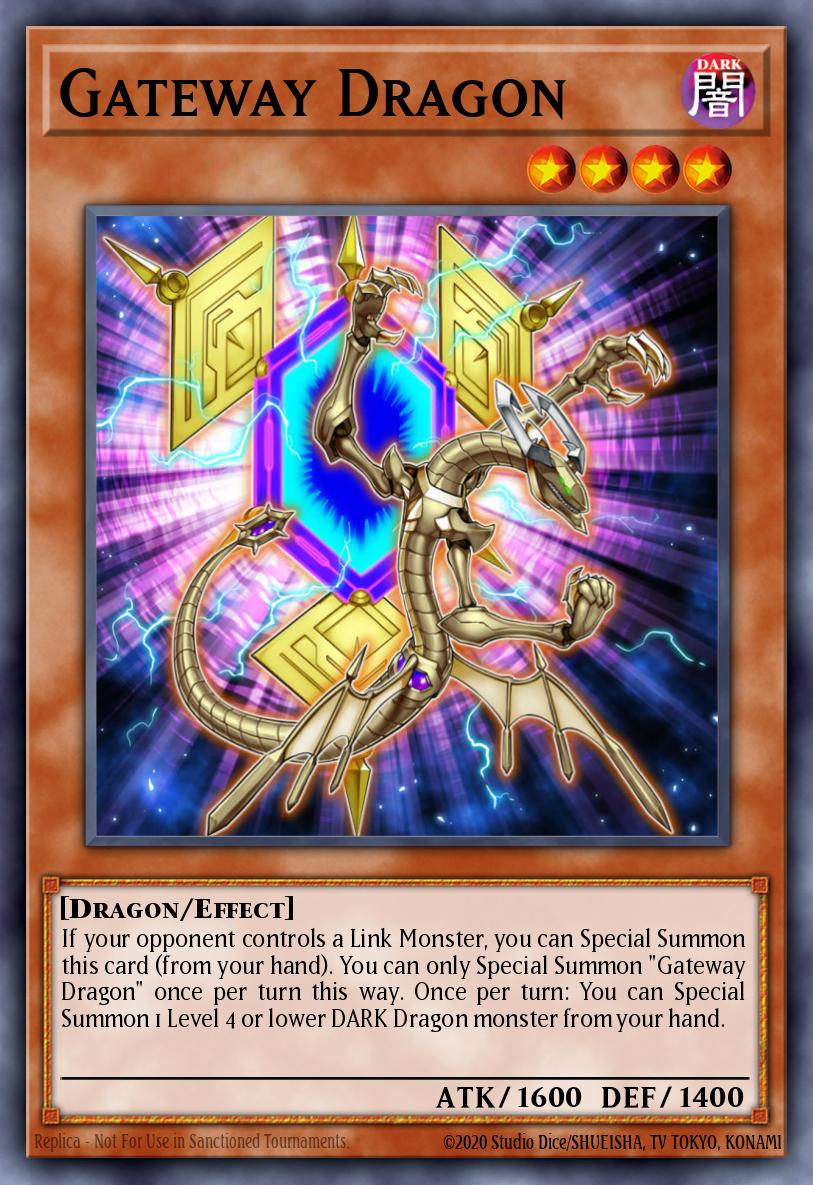 Gateway Dragon
DARK
闇
[Dragon/Effect]
If your opponent controls a Link Monster, you can Special Summon
this card (from your hand). You can only Special Summon "Gateway
Dragon" once per turn this way. Once per turn: You can Special
Summon 1 Level 4 or lower DARK Dragon monster from your hand.
ATK/1600 DEF/1400
Replica - Not For Use in Sanctioned Tournaments.
©2020 Studio Dice/SHUEISHA, TV TOKYO, KONAMI